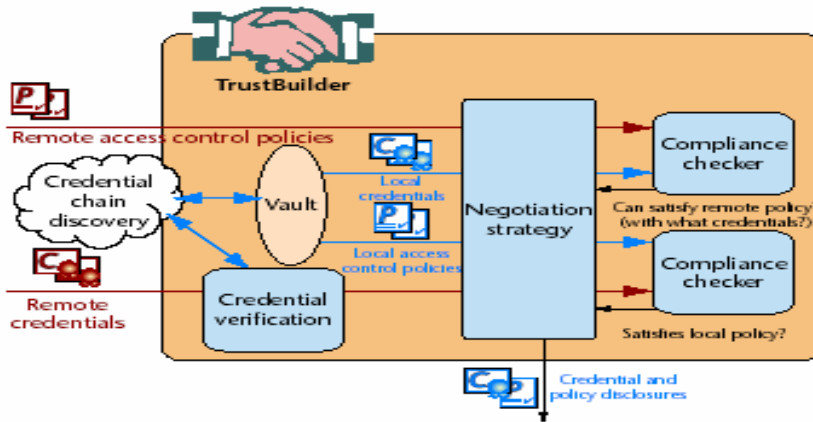 TrustBuilder
P
Remote access control policies
Credential
chain
discovery
C
Remote
credentials
Vault
C
Local
credentials
P
Local access
control policies
Credential
verification
Negotiation
strategy
Compliance
checker
Can satisfy remote policy?
(with what credentials?)
Compliance
checker
Satisfies local policy?
C
P
Credential and
policy disclosures